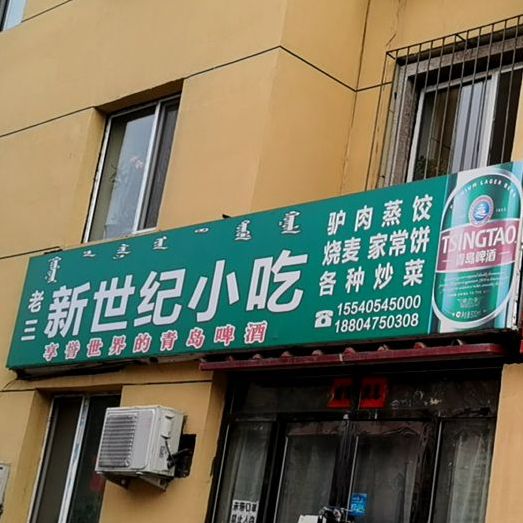 老三
新世纪小吃
享誉世界的青岛啤酒
驴肉蒸饺
烧麦 家常饼
各种炒菜
☎ 15540545000
18804750308
TSINGTAO
青岛啤酒